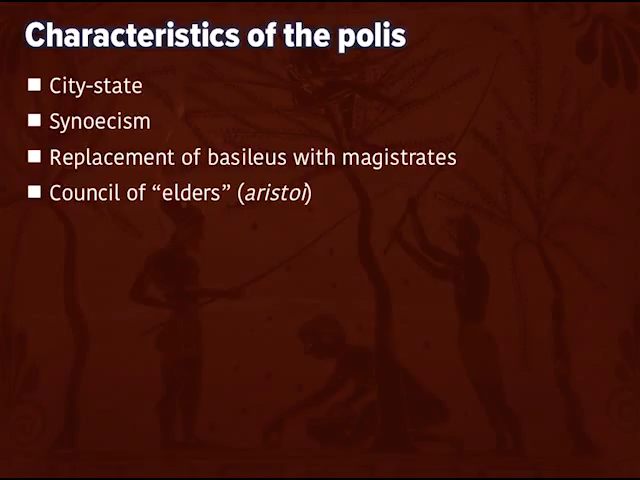 Characteristics of the polis
■ City-state
■ Synoecism
■ Replacement of basileus with magistrates
■ Council of “elders” (aristoi)